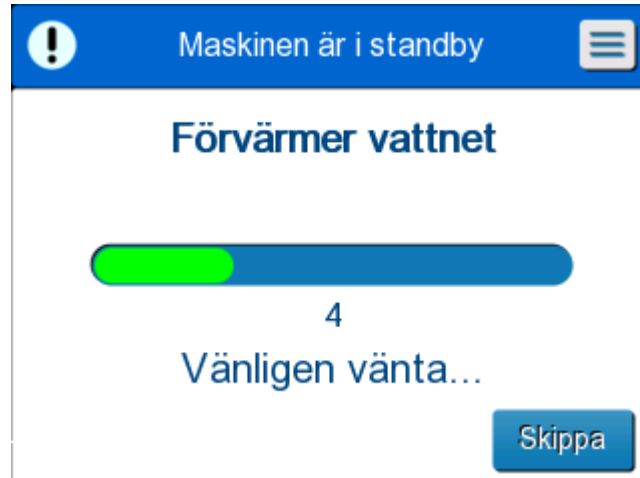 Maskinen är i standby
Förvärmer vattnet
4
Vänligen vänta...
Skippa